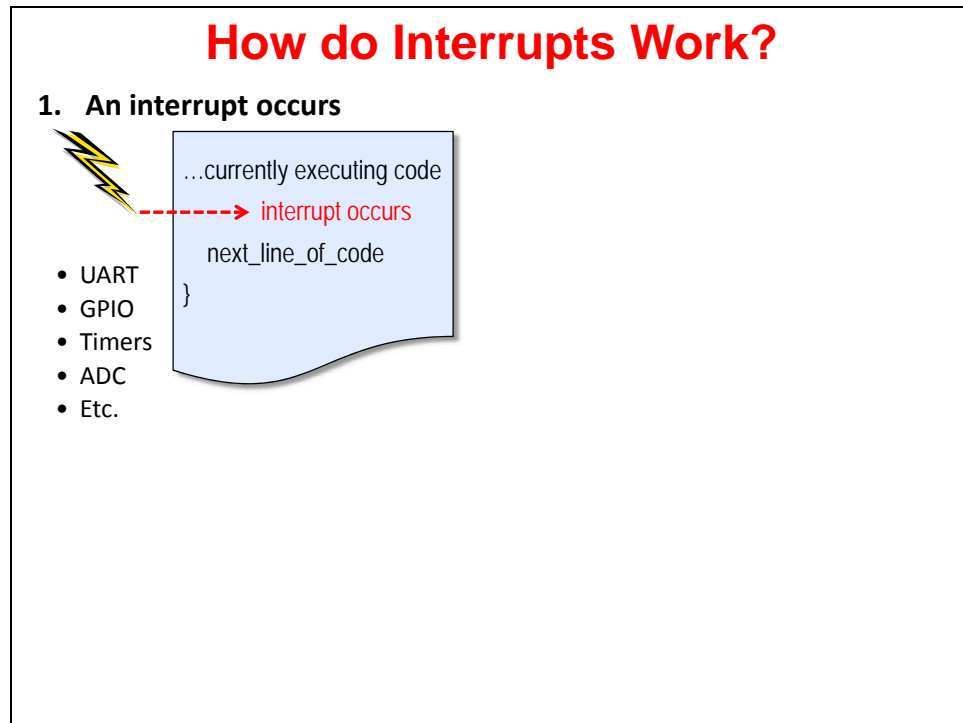 How do Interrupts Work?
1. An interrupt occurs
…currently executing code
interrupt occurs
next_line_of_code
}
• UART
• GPIO
• Timers
• ADC
• Etc.